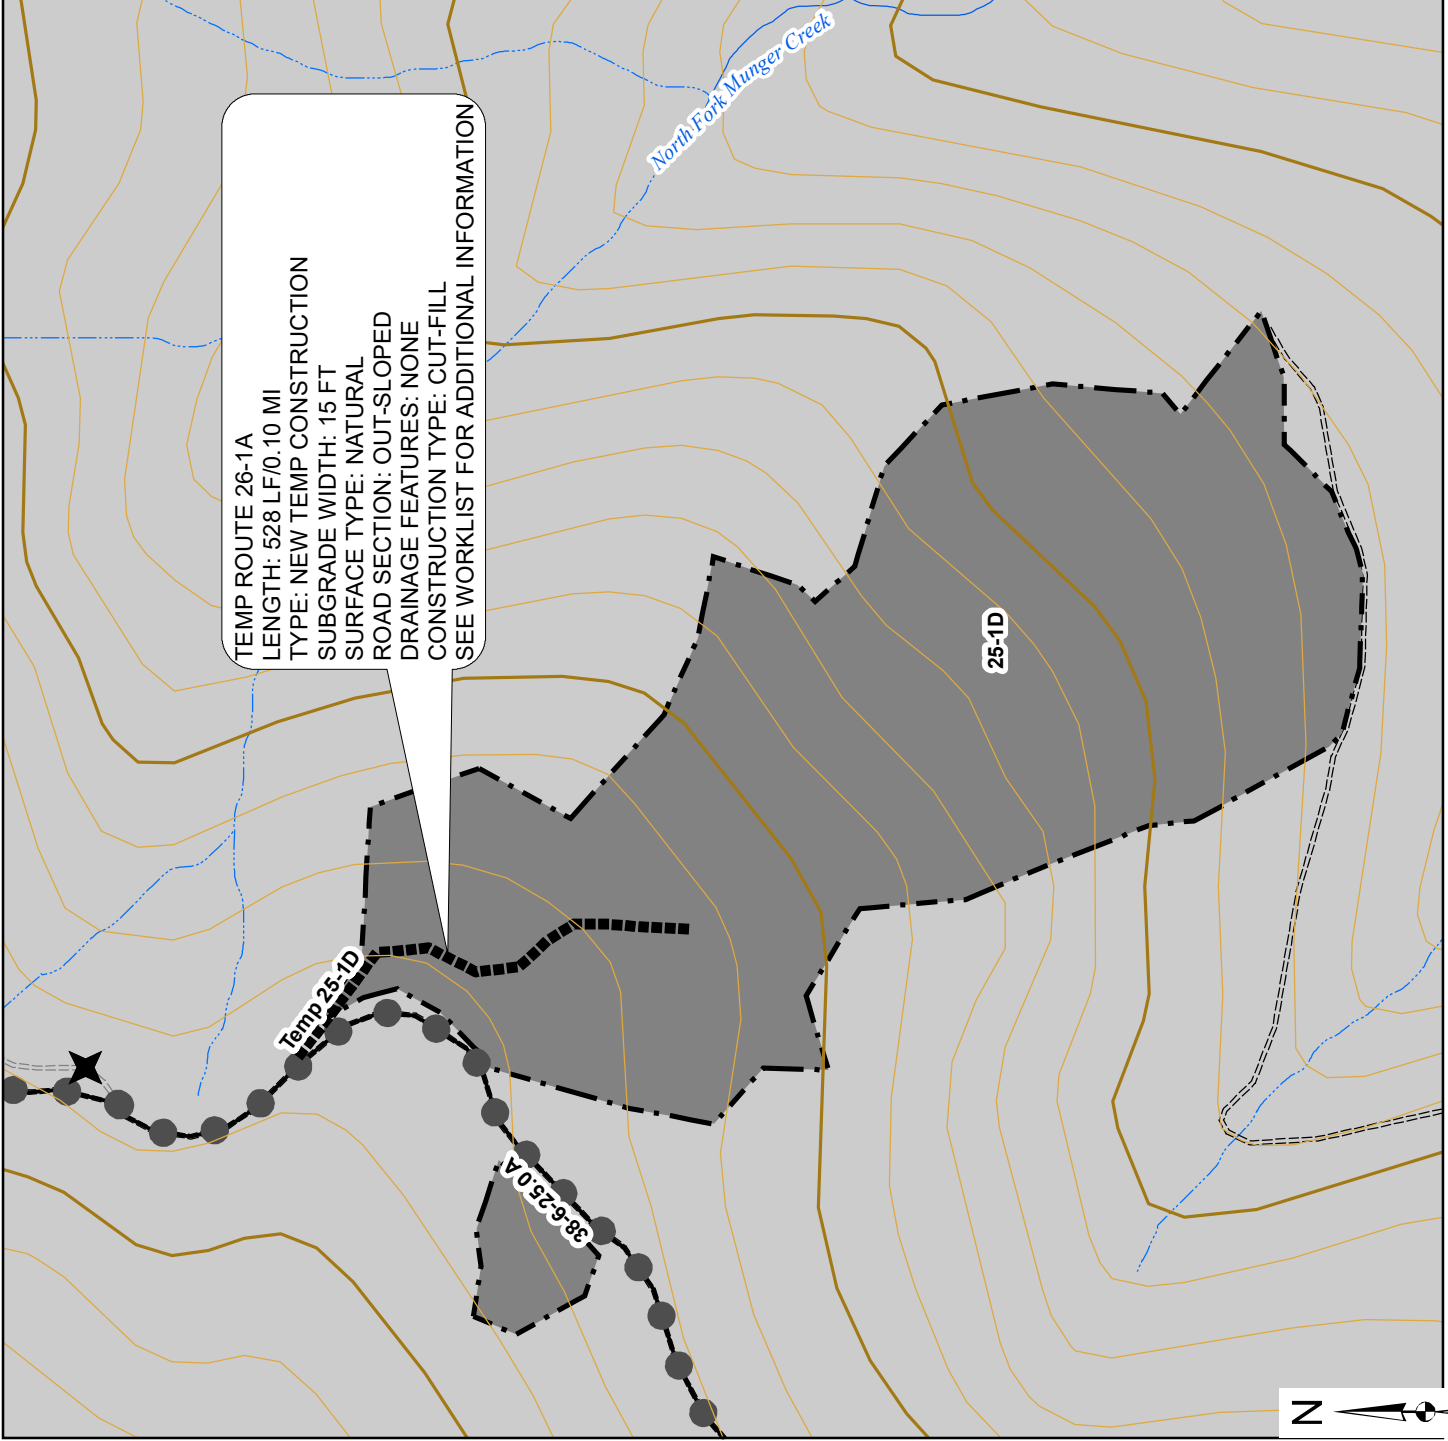 TEMP ROUTE 26-1A
LENGTH: 528 LF/0.10 MI
TYPE: NEW TEMP CONSTRUCTION
SUBGRADE WIDTH: 15 FT
SURFACE TYPE: NATURAL
ROAD SECTION: OUT-SLOPED
DRAINAGE FEATURES: NONE
CONSTRUCTION TYPE: CUT-FILL
SEE WORKLIST FOR ADDITIONAL INFORMATION
North Fork Munger Creek
25-1D
Temp 25-1D
38-6-25.0 A
N